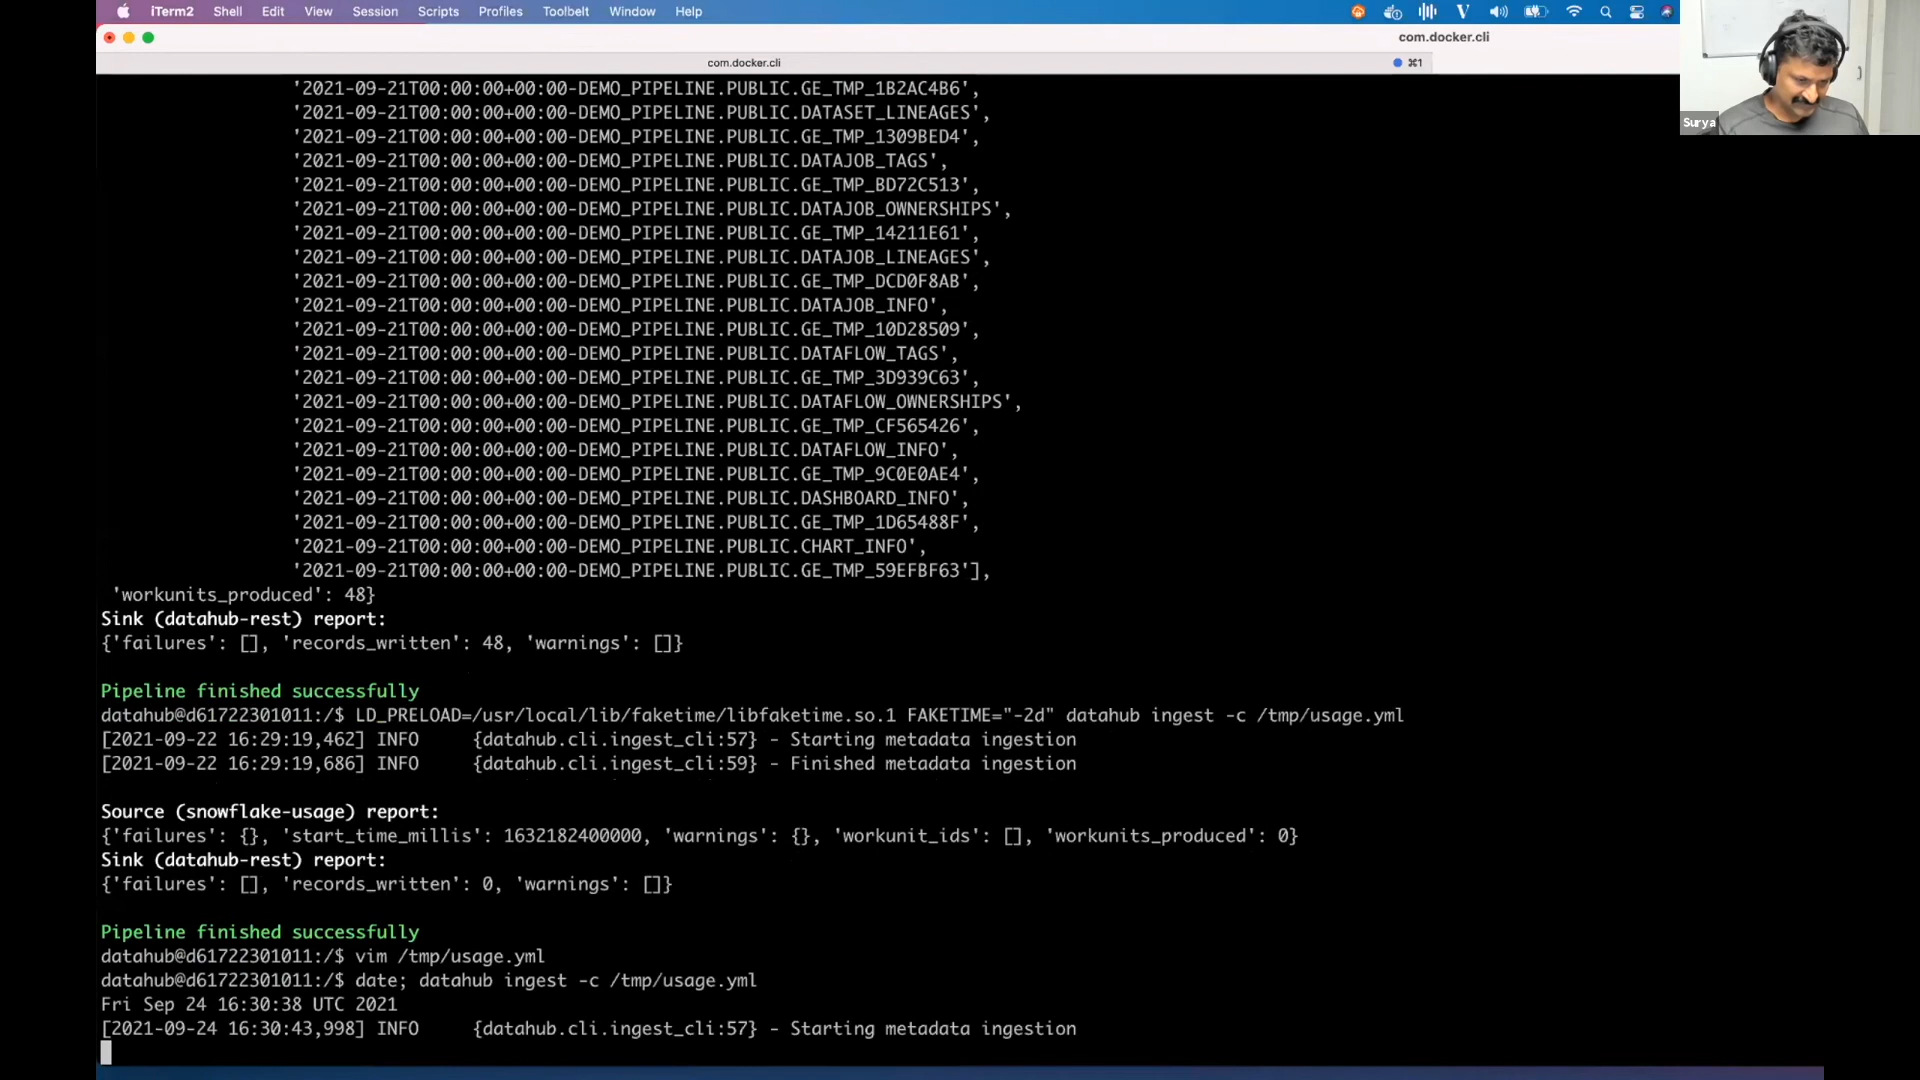 iTerm2 Shell Edit View Session Scripts Profiles Toolbelt Window Help
com.docker.cli
com.docker.cli ⌘1
Surya
'2021-09-21T00:00:00+00:00-DEMO_PIPELINE.PUBLIC.GE_TMP_1B2AC4B6',
'2021-09-21T00:00:00+00:00-DEMO_PIPELINE.PUBLIC.DATASET_LINEAGES',
'2021-09-21T00:00:00+00:00-DEMO_PIPELINE.PUBLIC.GE_TMP_1309BED4',
'2021-09-21T00:00:00+00:00-DEMO_PIPELINE.PUBLIC.DATAJOB_TAGS',
'2021-09-21T00:00:00+00:00-DEMO_PIPELINE.PUBLIC.GE_TMP_BD72C513',
'2021-09-21T00:00:00+00:00-DEMO_PIPELINE.PUBLIC.DATAJOB_OWNERSHIPS',
'2021-09-21T00:00:00+00:00-DEMO_PIPELINE.PUBLIC.GE_TMP_14211E61',
'2021-09-21T00:00:00+00:00-DEMO_PIPELINE.PUBLIC.DATAJOB_LINEAGES',
'2021-09-21T00:00:00+00:00-DEMO_PIPELINE.PUBLIC.GE_TMP_DCD0F8AB',
'2021-09-21T00:00:00+00:00-DEMO_PIPELINE.PUBLIC.DATAJOB_INFO',
'2021-09-21T00:00:00+00:00-DEMO_PIPELINE.PUBLIC.GE_TMP_10D28509',
'2021-09-21T00:00:00+00:00-DEMO_PIPELINE.PUBLIC.DATAFLOW_TAGS',
'2021-09-21T00:00:00+00:00-DEMO_PIPELINE.PUBLIC.GE_TMP_3D939C63',
'2021-09-21T00:00:00+00:00-DEMO_PIPELINE.PUBLIC.DATAFLOW_OWNERSHIPS',
'2021-09-21T00:00:00+00:00-DEMO_PIPELINE.PUBLIC.GE_TMP_CF565426',
'2021-09-21T00:00:00+00:00-DEMO_PIPELINE.PUBLIC.DATAFLOW_INFO',
'2021-09-21T00:00:00+00:00-DEMO_PIPELINE.PUBLIC.GE_TMP_9C0E0AE4',
'2021-09-21T00:00:00+00:00-DEMO_PIPELINE.PUBLIC.DASHBOARD_INFO',
'2021-09-21T00:00:00+00:00-DEMO_PIPELINE.PUBLIC.GE_TMP_1D65488F',
'2021-09-21T00:00:00+00:00-DEMO_PIPELINE.PUBLIC.CHART_INFO',
'2021-09-21T00:00:00+00:00-DEMO_PIPELINE.PUBLIC.GE_TMP_59EFBF63'],
'workunits_produced': 48}
Sink (datahub-rest) report:
{'failures': [], 'records_written': 48, 'warnings': []}
Pipeline finished successfully
datahub@d61722301011:/$ LD_PRELOAD=/usr/local/lib/faketime/libfaketime.so.1 FAKETIME="-2d" datahub ingest -c /tmp/usage.yml
[2021-09-22 16:29:19,462] INFO {datahub.cli.ingest_cli:57} - Starting metadata ingestion
[2021-09-22 16:29:19,686] INFO {datahub.cli.ingest_cli:59} - Finished metadata ingestion
Source (snowflake-usage) report:
{'failures': {}, 'start_time_millis': 1632182400000, 'warnings': {}, 'workunit_ids': [], 'workunits_produced': 0}
Sink (datahub-rest) report:
{'failures': [], 'records_written': 0, 'warnings': []}
Pipeline finished successfully
datahub@d61722301011:/$ vim /tmp/usage.yml
datahub@d61722301011:/$ date; datahub ingest -c /tmp/usage.yml
Fri Sep 24 16:30:38 UTC 2021
[2021-09-24 16:30:43,998] INFO {datahub.cli.ingest_cli:57} - Starting metadata ingestion